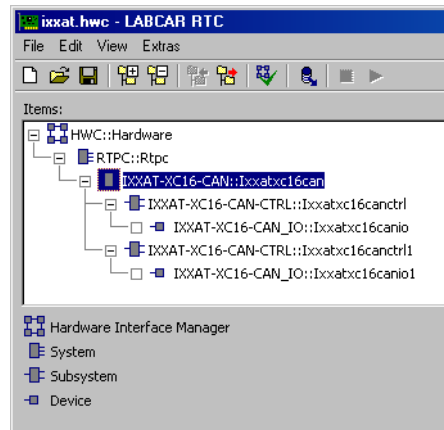 ixxat.hwc - LABCAR RTC
File Edit View Extras
Items:
HWC::Hardware
RTPC::Rtpc
IXXAT-XC16-CAN::Ixxatxc16can
IXXAT-XC16-CAN-CTRL::Ixxatxc16canctrl
IXXAT-XC16-CAN_IO::Ixxatxc16canio
IXXAT-XC16-CAN-CTRL::Ixxatxc16canctrl1
IXXAT-XC16-CAN_IO::Ixxatxc16canio1
Hardware Interface Manager
System
Subsystem
Device